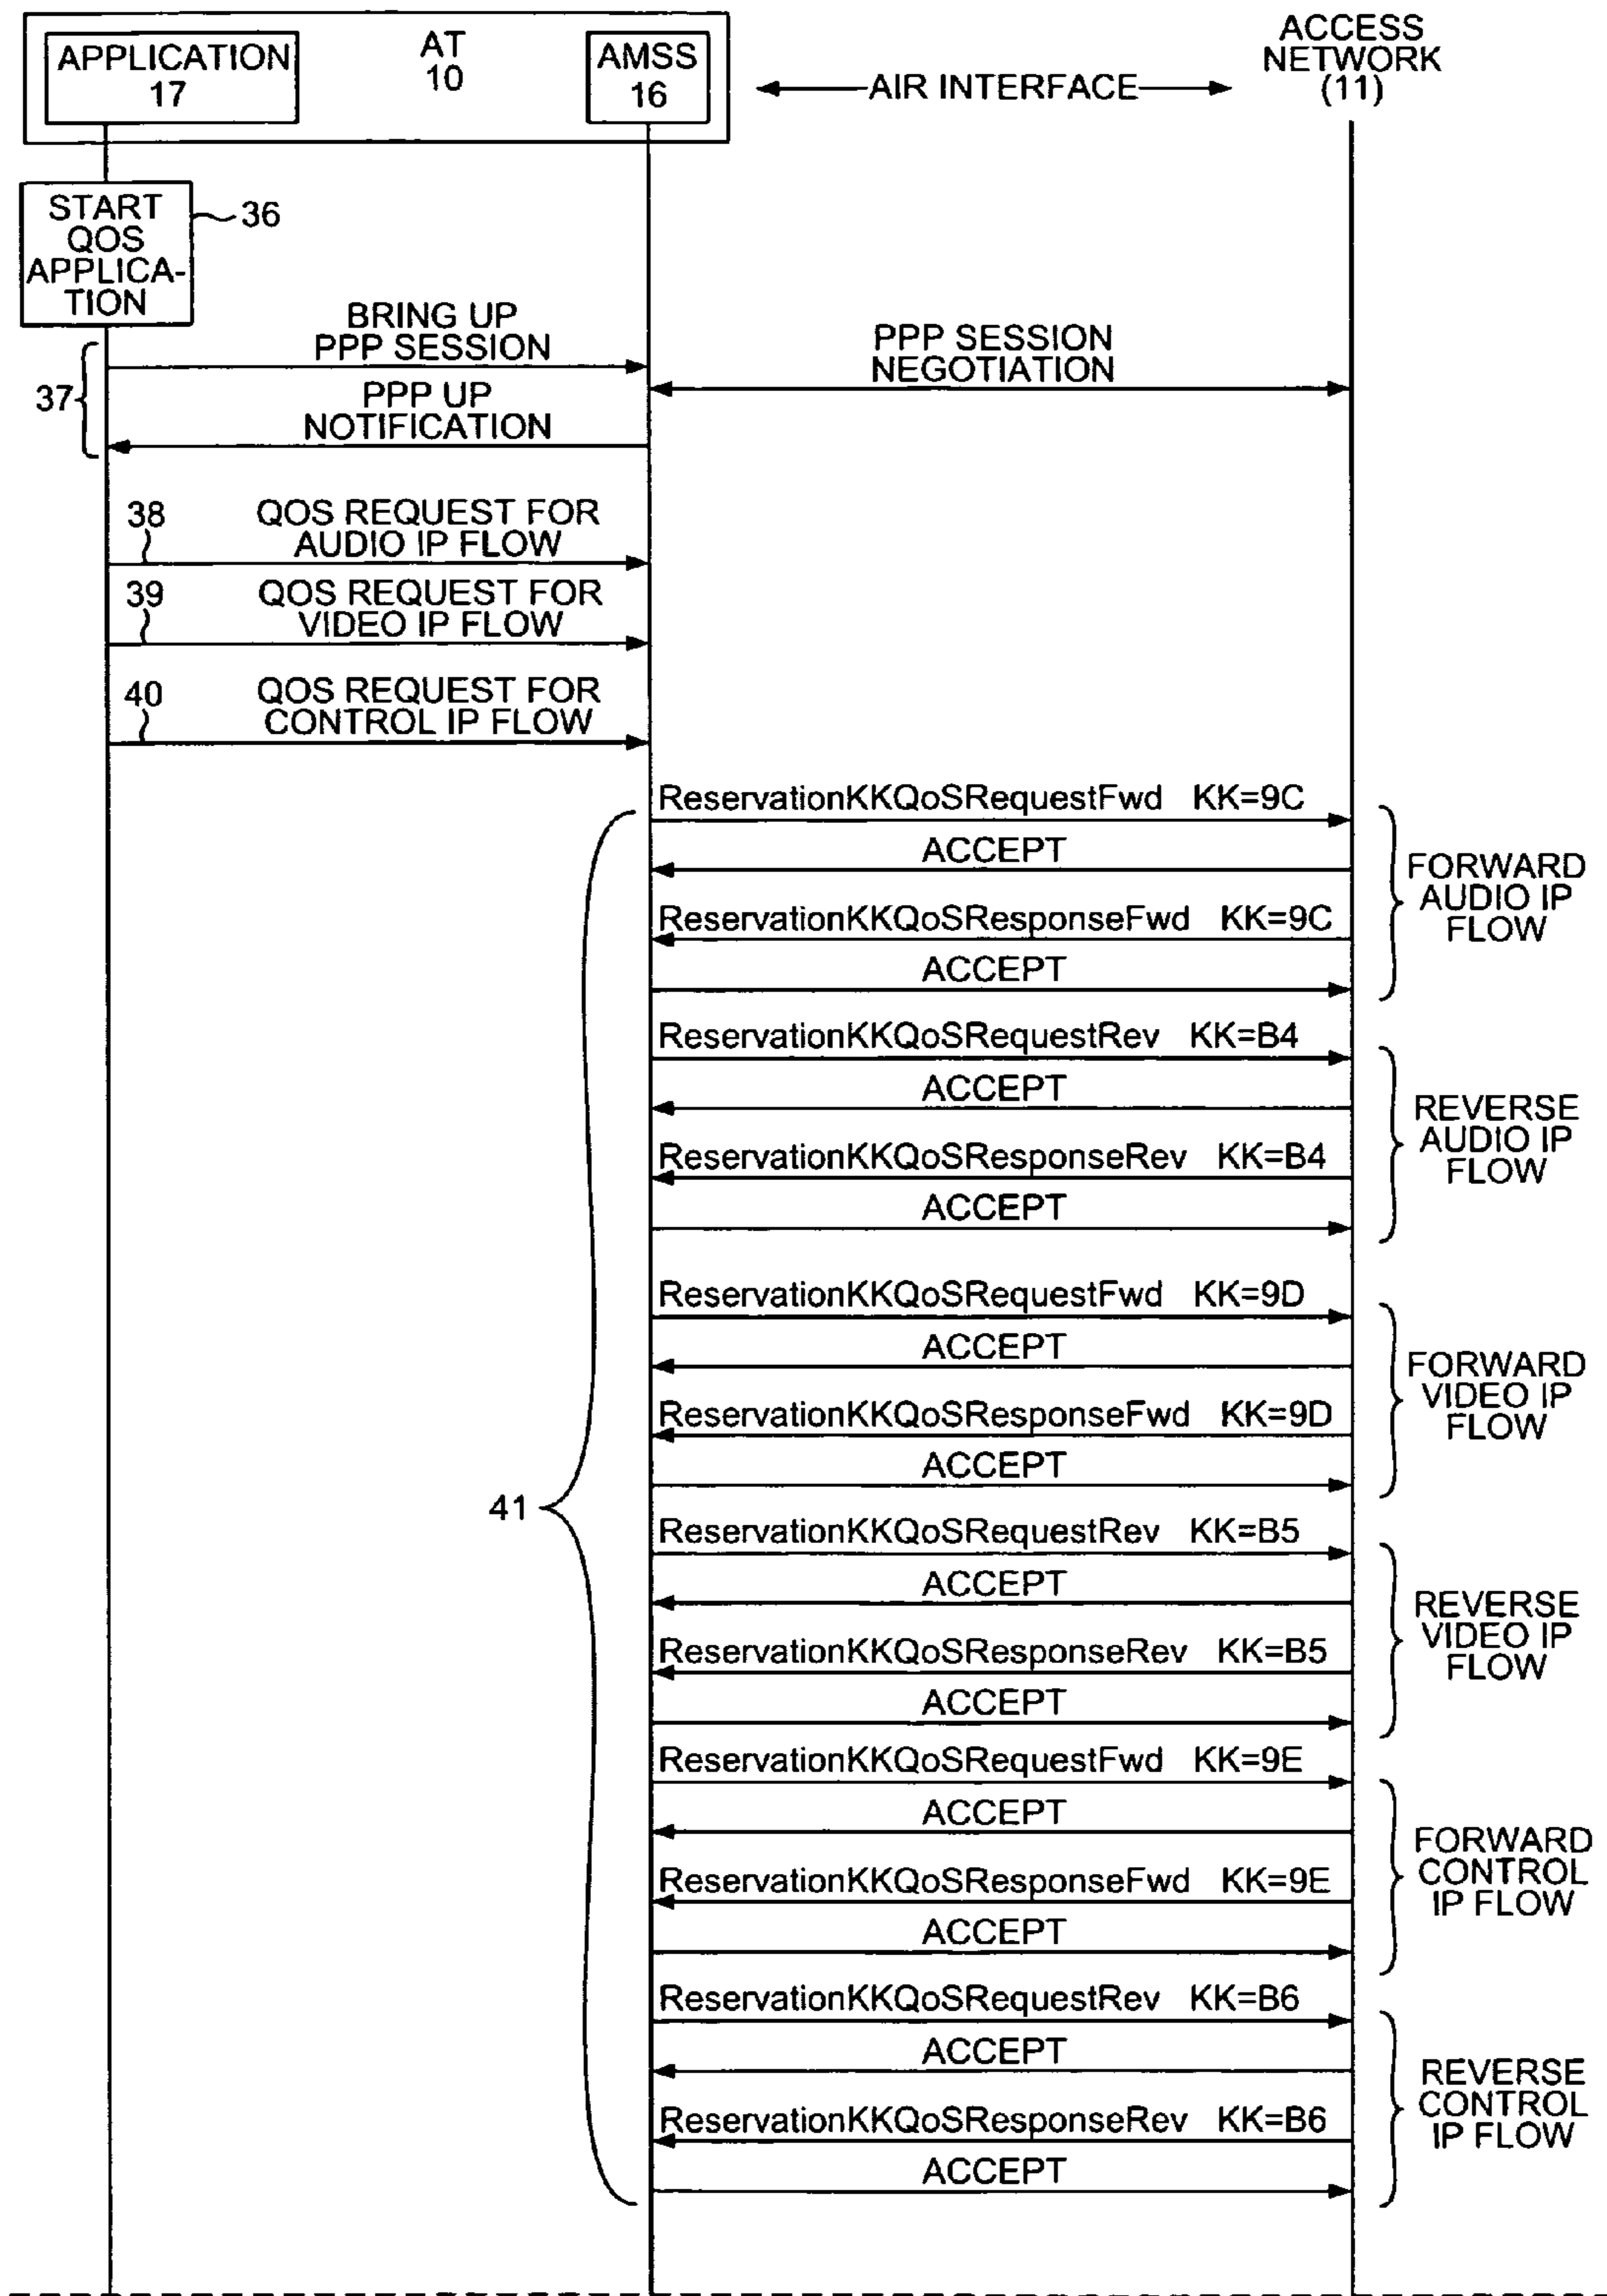 APPLICATION
17
AT
10
AMSS
16
AIR INTERFACE
ACCESS
NETWORK
(11)
START
QOS
APPLICA-
TION
36
BRING UP
PPP SESSION
PPP SESSION
NEGOTIATION
37
PPP UP
NOTIFICATION
38
QOS REQUEST FOR
AUDIO IP FLOW
39
QOS REQUEST FOR
VIDEO IP FLOW
40
QOS REQUEST FOR
CONTROL IP FLOW
41
ReservationKKQoSRequestFwd KK=9C
ACCEPT
ReservationKKQoSResponseFwd KK=9C
ACCEPT
FORWARD
AUDIO IP
FLOW
ReservationKKQoSRequestRev KK=B4
ACCEPT
ReservationKKQoSResponseRev KK=B4
ACCEPT
REVERSE
AUDIO IP
FLOW
ReservationKKQoSRequestFwd KK=9D
ACCEPT
ReservationKKQoSResponseFwd KK=9D
ACCEPT
FORWARD
VIDEO IP
FLOW
ReservationKKQoSRequestRev KK=B5
ACCEPT
ReservationKKQoSResponseRev KK=B5
ACCEPT
REVERSE
VIDEO IP
FLOW
ReservationKKQoSRequestFwd KK=9E
ACCEPT
ReservationKKQoSResponseFwd KK=9E
ACCEPT
FORWARD
CONTROL
IP FLOW
ReservationKKQoSRequestRev KK=B6
ACCEPT
ReservationKKQoSResponseRev KK=B6
ACCEPT
REVERSE
CONTROL
IP FLOW